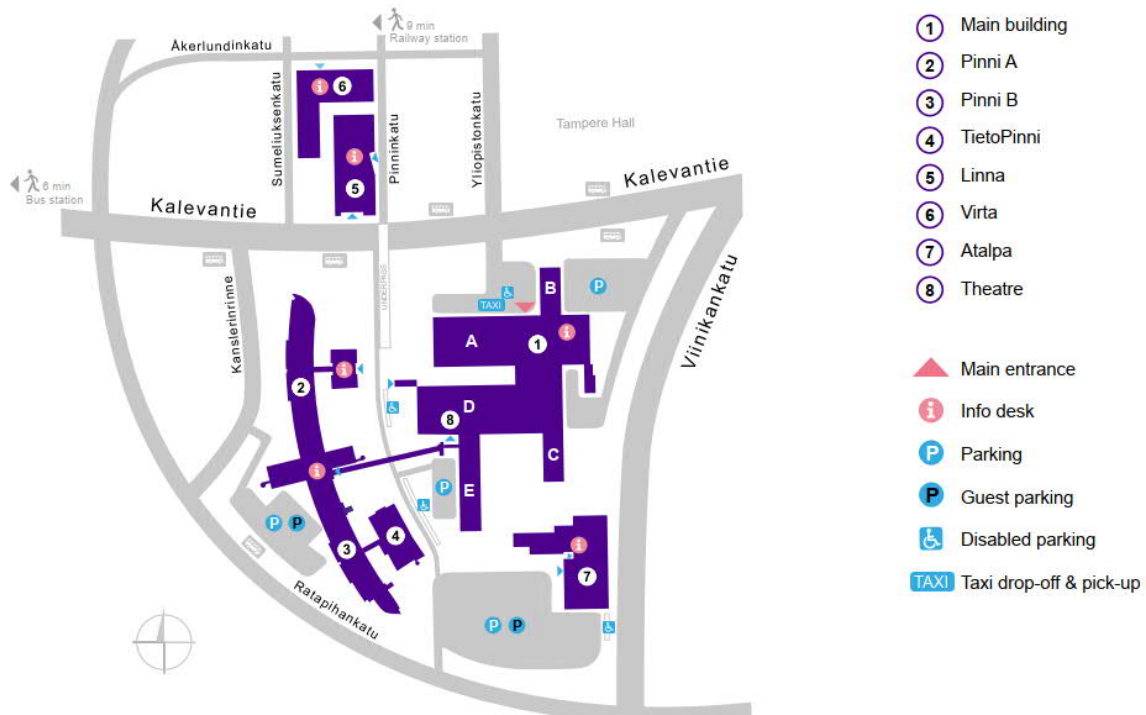 9 min
Railway station
Åkerlundinkatu
Sumeliuksenkatu
Pinninkatu
Yliopistonkatu
Tampere Hall
i
6
i
5
6 min
Bus station
Kalevantie
Kalevantie
Kanslerinrinne
UNDERPASS
Viinikankatu
TAXI
P
B
A
1
i
2
i
D
8
C
E
i
P
P
P
3
4
i
7
Ratapihankatu
P
P
1 Main building
2 Pinni A
3 Pinni B
4 TietoPinni
5 Linna
6 Virta
7 Atalpa
8 Theatre
Main entrance
i Info desk
P Parking
P Guest parking
Disabled parking
TAXI Taxi drop-off & pick-up